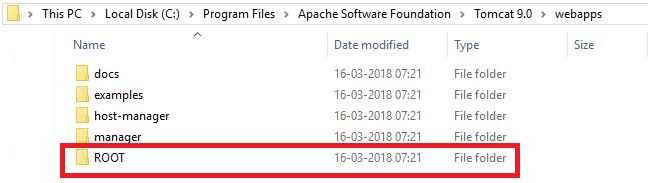 This PC > Local Disk (C:) > Program Files > Apache Software Foundation > Tomcat 9.0 > webapps
Name Date modified Type
docs 16-03-2018 07:21 File folder
examples 16-03-2018 07:21 File folder
host-manager 16-03-2018 07:21 File folder
manager 16-03-2018 07:21 File folder
ROOT 16-03-2018 07:21 File folder